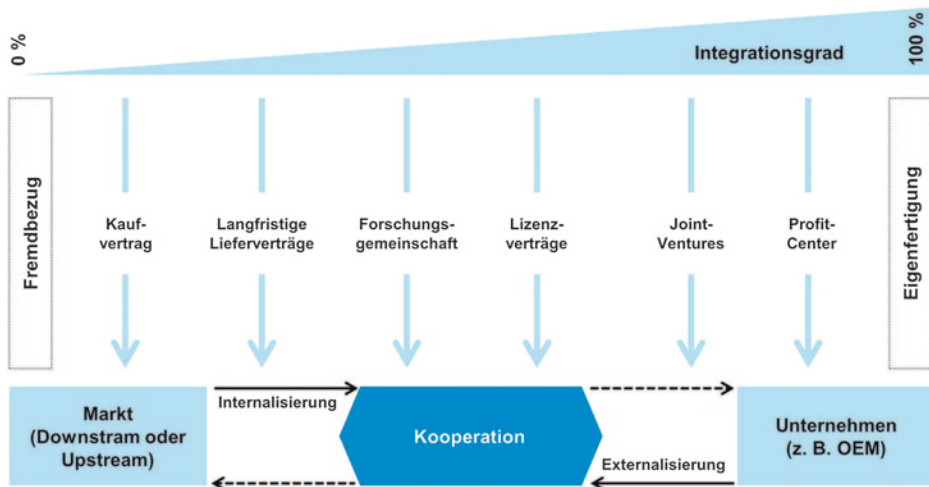 0 %
Integrationsgrad
100 %
Fremdbezug
Kauf-
vertrag
Langfristige
Lieferverträge
Forschungs-
gemeinschaft
Lizenz-
verträge
Joint-
Ventures
Profit-
Center
Eigenfertigung
Markt
(Downstram oder
Upstream)
Internalisierung
Kooperation
Externalisierung
Unternehmen
(z. B. OEM)